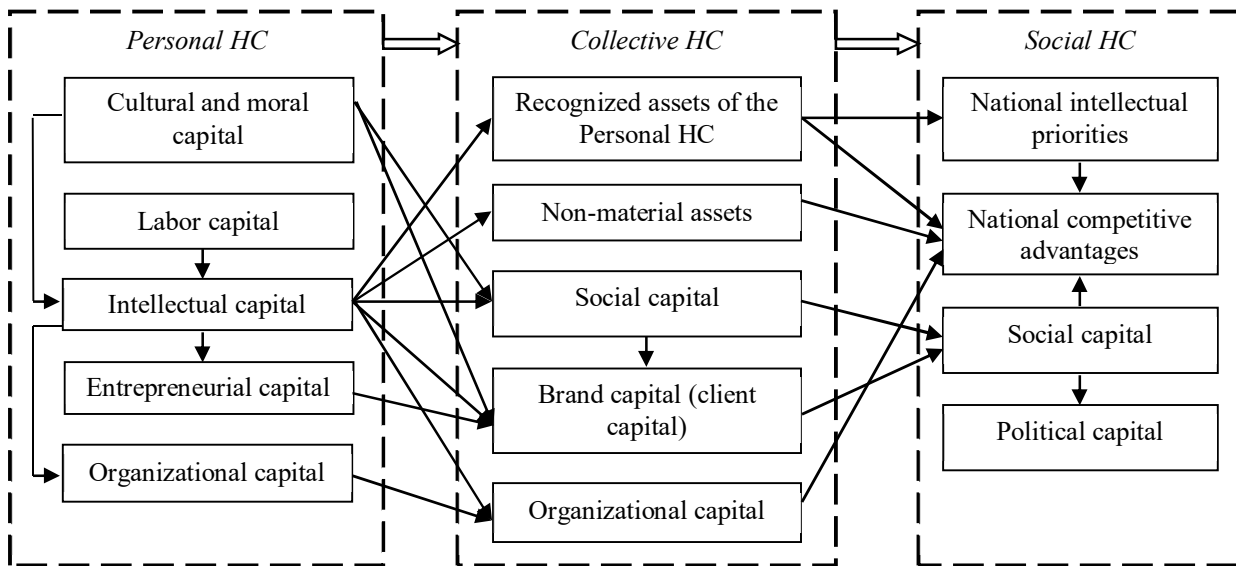 Personal HC
Cultural and moral
capital
Labor capital
Intellectual capital
Entrepreneurial capital
Organizational capital
Collective HC
Recognized assets of the
Personal HC
Non-material assets
Social capital
Brand capital (client
capital)
Organizational capital
Social HC
National intellectual
priorities
National competitive
advantages
Social capital
Political capital